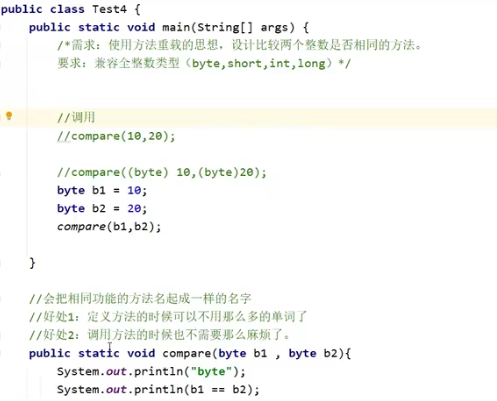 public class Test4 {
public static void main(String[] args) {
/*需求：使用方法重载的思想，设计比较两个整数是否相同的方法。
要求：兼容全整数类型（byte,short,int,long）*/
//调用
//compare(10,20);
//compare((byte) 10,(byte)20);
byte b1 = 10;
byte b2 = 20;
compare(b1,b2);
}
//会把相同功能的方法名起成一样的名字
//好处1：定义方法的时候可以不用那么多的单词了
//好处2：调用方法的时候也不需要那么麻烦了。
public static void compare(byte b1 , byte b2){
System.out.println("byte");
System.out.println(b1 == b2);